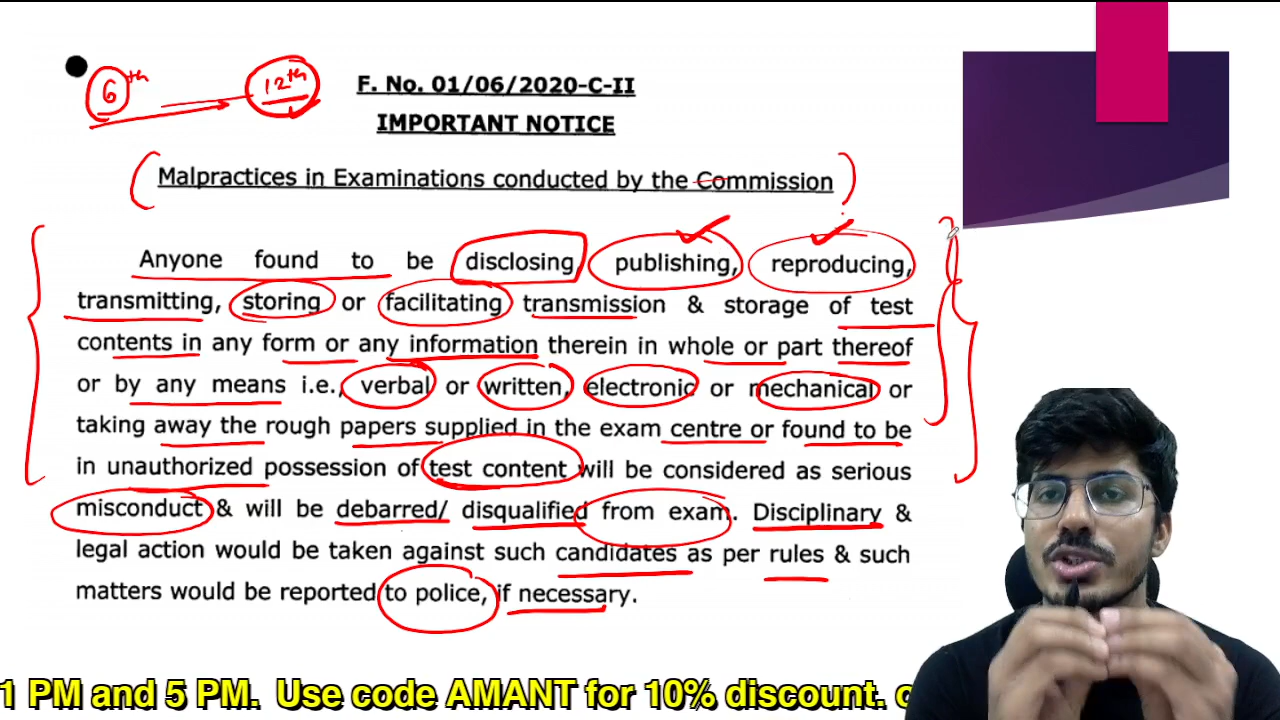 6th 12th
F. No. 01/06/2020-C-II
IMPORTANT NOTICE
Malpractices in Examinations conducted by the Commission
Anyone found to be disclosing, publishing, reproducing,
transmitting, storing or facilitating transmission & storage of test
contents in any form or any information therein in whole or part thereof
or by any means i.e., verbal or written, electronic or mechanical or
taking away the rough papers supplied in the exam centre or found to be
in unauthorized possession of test content will be considered as serious
misconduct & will be debarred/ disqualified from exam. Disciplinary &
legal action would be taken against such candidates as per rules & such
matters would be reported to police, if necessary.
1 PM and 5 PM. Use code AMANT for 10% discount.